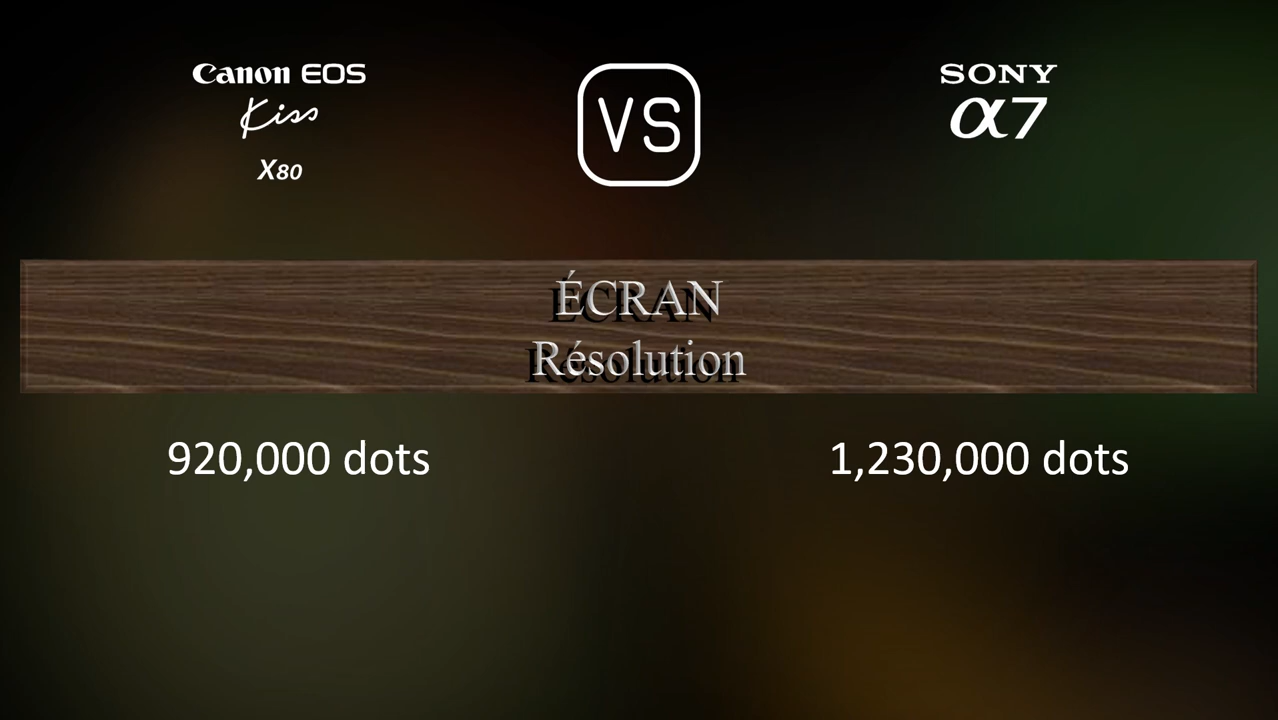 Canon EOS
Kiss
X80
VS
SONY
α7
ÉCRAN
Résolution
920,000 dots
1,230,000 dots